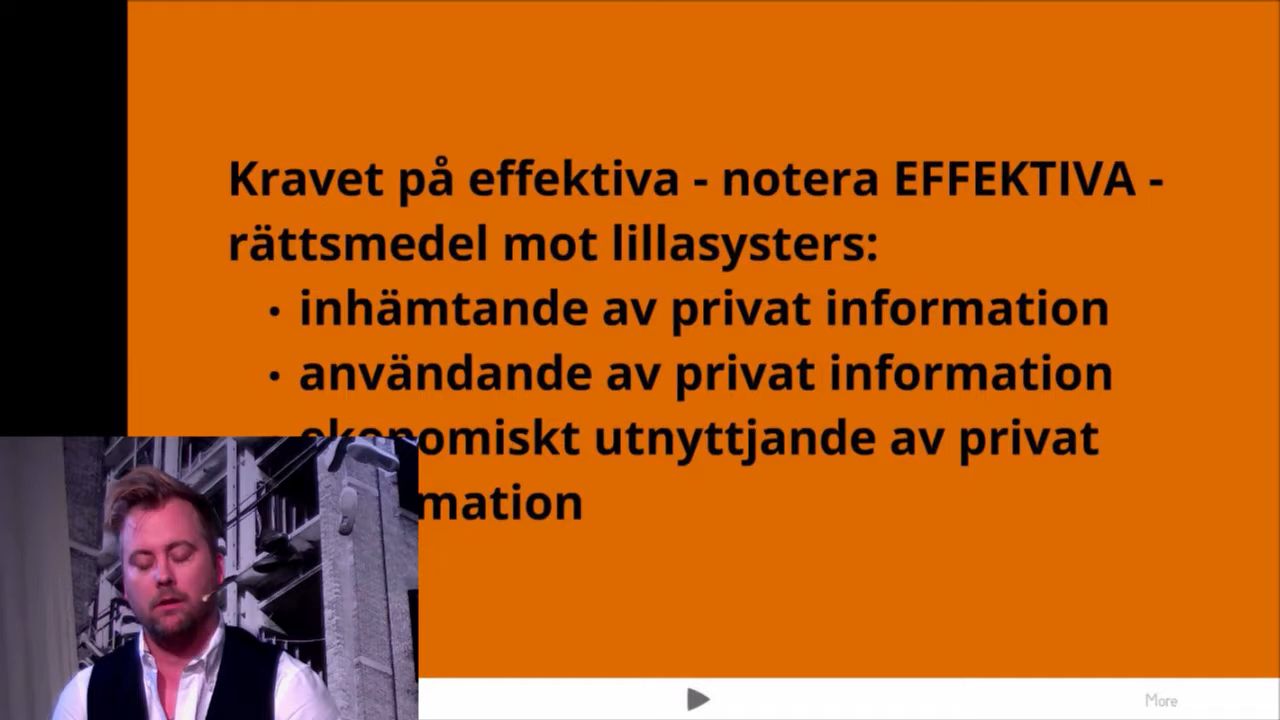 Kravet på effektiva - notera EFFEKTIVA -
rättsmedel mot lillasysters:
• inhämtande av privat information
• användande av privat information
ekonomiskt utnyttjande av privat
mation
More